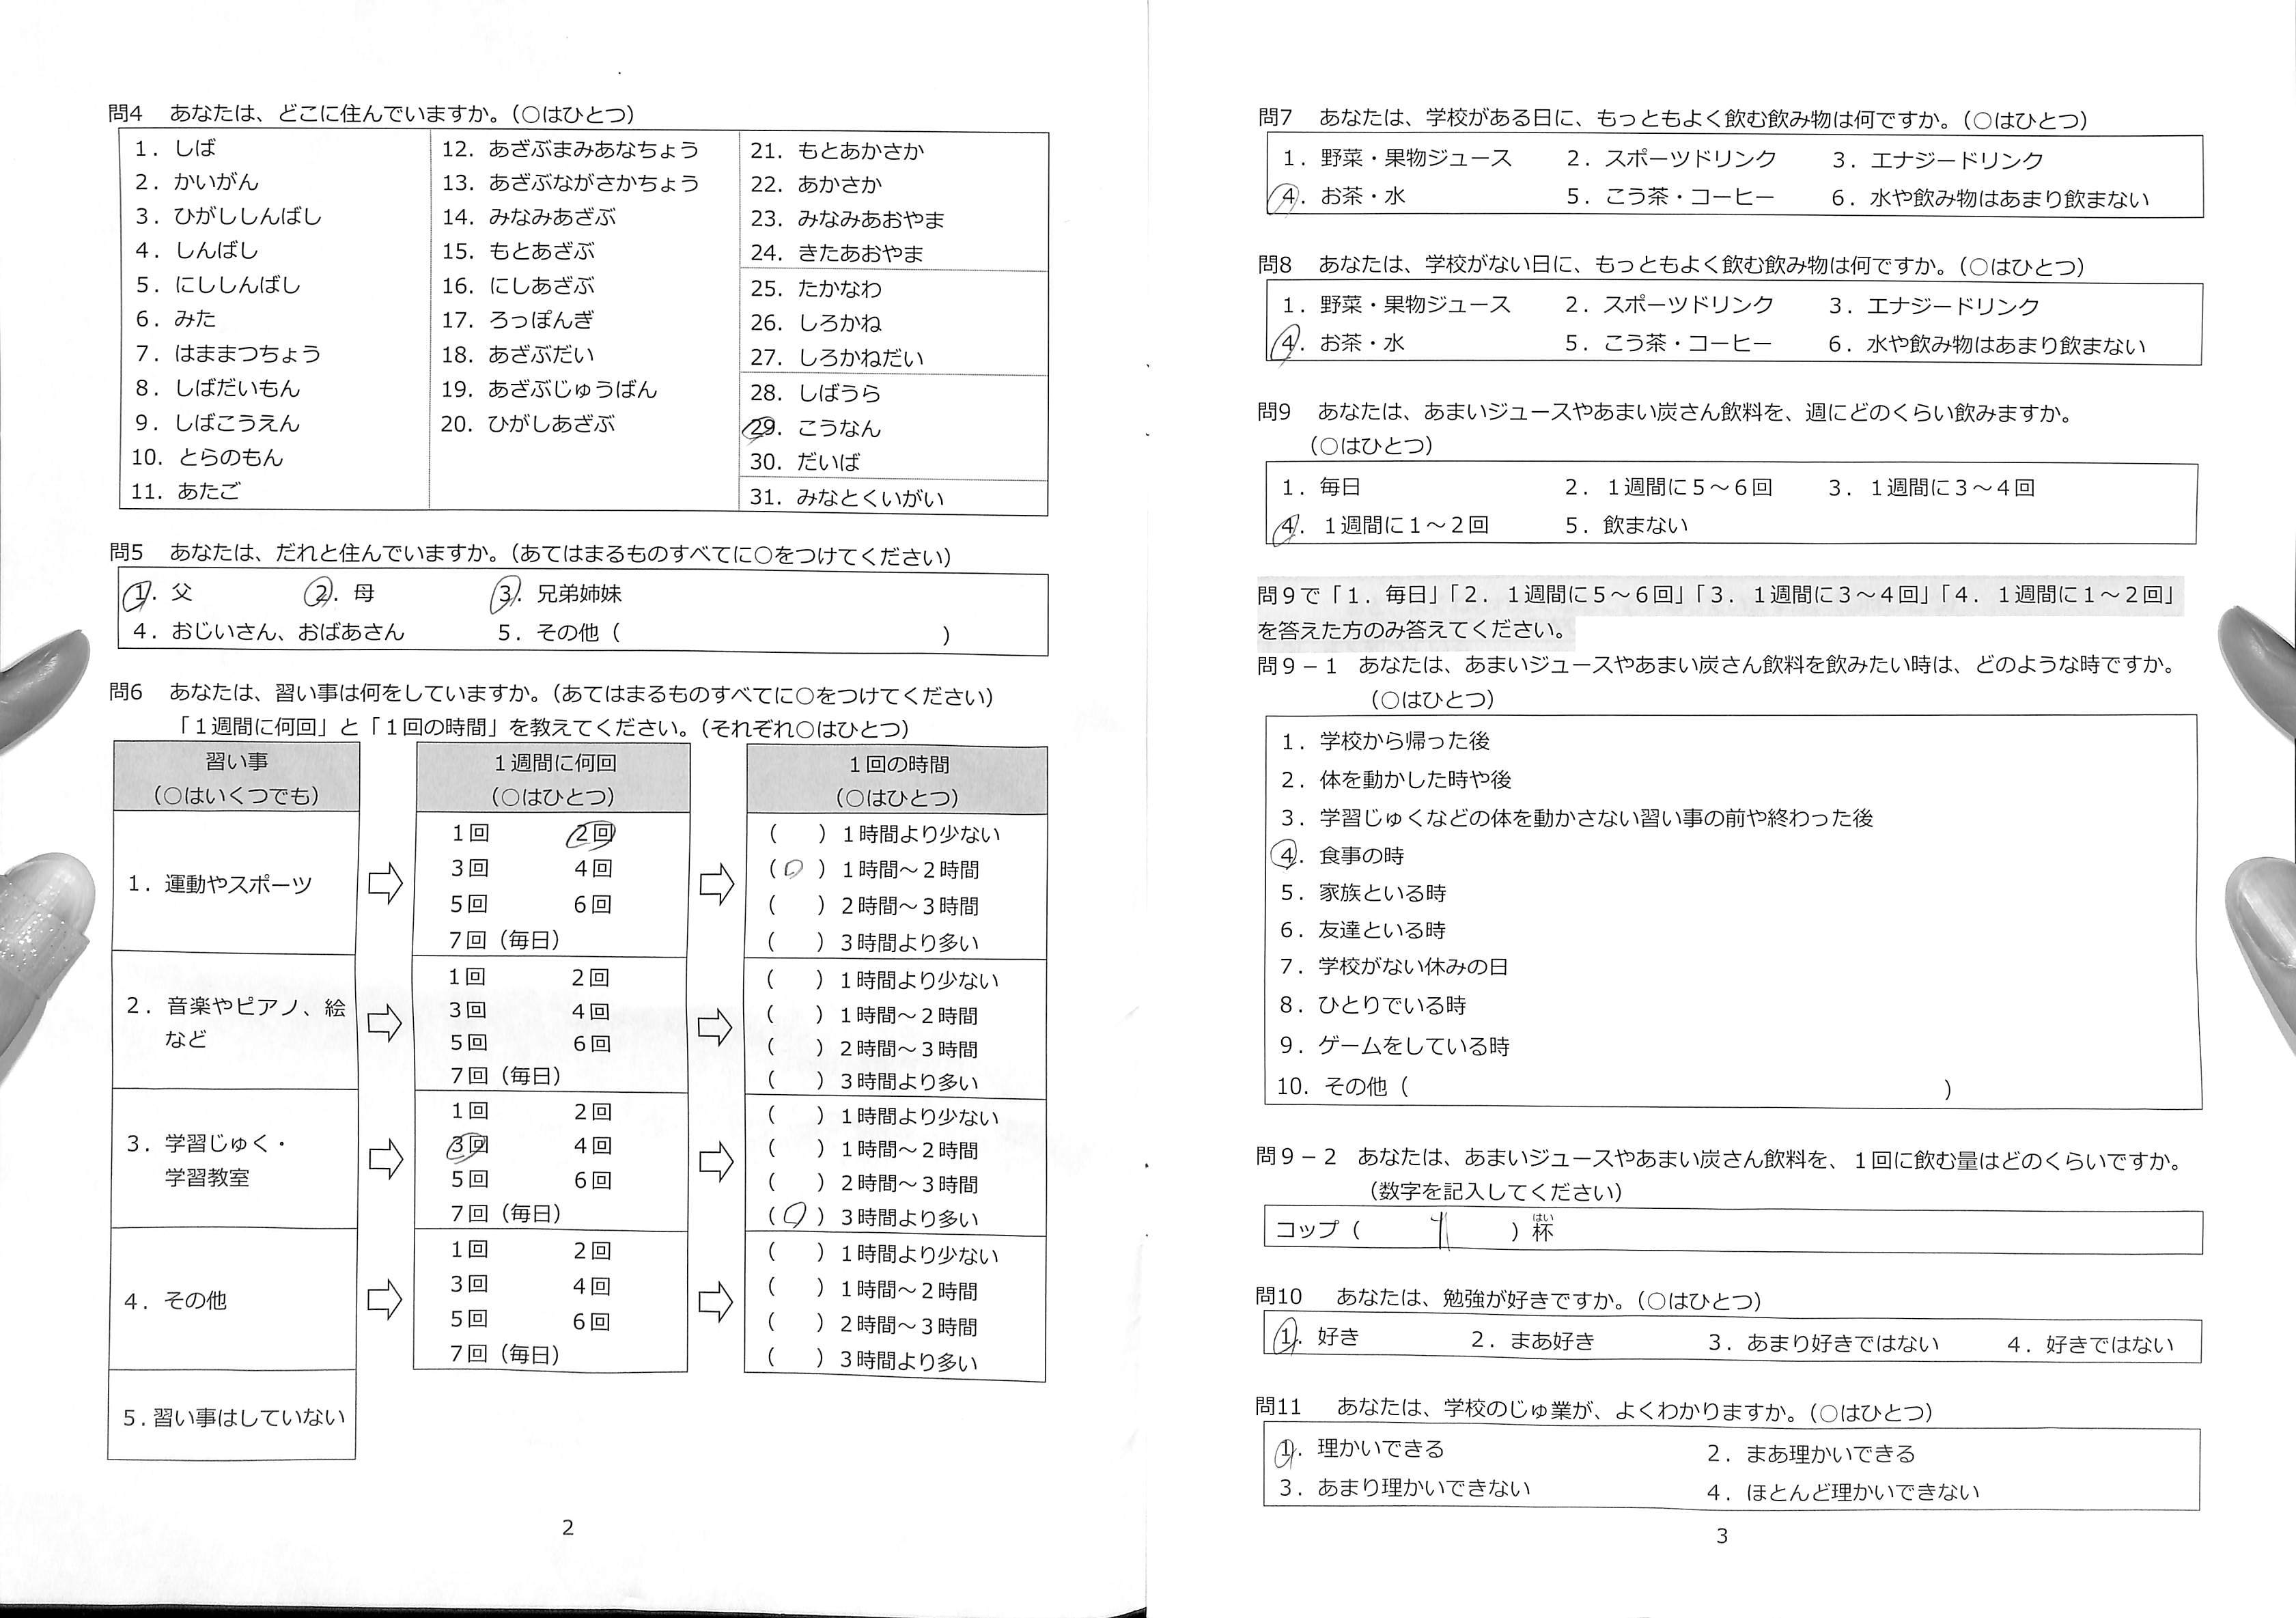 問4　あなたは、どこに住んでいますか。（○はひとつ）
1．しば
2．かいがん
3．ひがししんばし
4．しんばし
5．にししんばし
6．みた
7．はままつちょう
8．しばだいもん
9．しばこうえん
10．とらのもん
11．あたご
12．あざぶまみあなちょう
13．あざぶながさかちょう
14．みなみあざぶ
15．もとあざぶ
16．にしあざぶ
17．ろっぽんぎ
18．あざぶだい
19．あざぶじゅうばん
20．ひがしあざぶ
21．もとあかさか
22．あかさか
23．みなみあおやま
24．きたあおやま
25．たかなわ
26．しろかね
27．しろかねだい
28．しばうら
29．こうなん
30．だいば
31．みなとくいがい
問5　あなたは、だれと住んでいますか。（あてはまるものすべてに○をつけてください）
1．父　2．母　3．兄弟姉妹
4．おじいさん、おばあさん　5．その他（　）
問6　あなたは、習い事は何をしていますか。（あてはまるものすべてに○をつけてください）
「１週間に何回」と「１回の時間」を教えてください。（それぞれ○はひとつ）
習い事
（○はいくつでも）
１週間に何回
（○はひとつ）
１回の時間
（○はひとつ）
1．運動やスポーツ
1回　2回
3回　4回
5回　6回
7回（毎日）
（　）１時間より少ない
（○）１時間～２時間
（　）２時間～３時間
（　）３時間より多い
2．音楽やピアノ、絵
など
1回　2回
3回　4回
5回　6回
7回（毎日）
（　）１時間より少ない
（　）１時間～２時間
（　）２時間～３時間
（　）３時間より多い
3．学習じゅく・
学習教室
1回　2回
3回　4回
5回　6回
7回（毎日）
（　）１時間より少ない
（　）１時間～２時間
（　）２時間～３時間
（○）３時間より多い
4．その他
1回　2回
3回　4回
5回　6回
7回（毎日）
（　）１時間より少ない
（　）１時間～２時間
（　）２時間～３時間
（　）３時間より多い
5．習い事はしていない
2
問7　あなたは、学校がある日に、もっともよく飲む飲み物は何ですか。（○はひとつ）
1．野菜・果物ジュース　2．スポーツドリンク　3．エナジードリンク
4．お茶・水　5．こう茶・コーヒー　6．水や飲み物はあまり飲まない
問8　あなたは、学校がない日に、もっともよく飲む飲み物は何ですか。（○はひとつ）
1．野菜・果物ジュース　2．スポーツドリンク　3．エナジードリンク
4．お茶・水　5．こう茶・コーヒー　6．水や飲み物はあまり飲まない
問9　あなたは、あまいジュースやあまい炭さん飲料を、週にどのくらい飲みますか。
（○はひとつ）
1．毎日　2．１週間に５～６回　3．１週間に３～４回
4．１週間に１～２回　5．飲まない
問９で「１．毎日」「２．１週間に５～６回」「３．１週間に３～４回」「４．１週間に１～２回」
を答えた方のみ答えてください。
問９－１　あなたは、あまいジュースやあまい炭さん飲料を飲みたい時は、どのような時ですか。
（○はひとつ）
1．学校から帰った後
2．体を動かした時や後
3．学習じゅくなどの体を動かさない習い事の前や終わった後
4．食事の時
5．家族といる時
6．友達といる時
7．学校がない休みの日
8．ひとりでいる時
9．ゲームをしている時
10．その他（　）
問９－２　あなたは、あまいジュースやあまい炭さん飲料を、１回に飲む量はどのくらいですか。
（数字を記入してください）
コップ（　）杯
はい
問10　あなたは、勉強が好きですか。（○はひとつ）
1．好き　2．まあ好き　3．あまり好きではない　4．好きではない
問11　あなたは、学校のじゅ業が、よくわかりますか。（○はひとつ）
1．理かいできる　2．まあ理かいできる
3．あまり理かいできない　4．ほとんど理かいできない
3